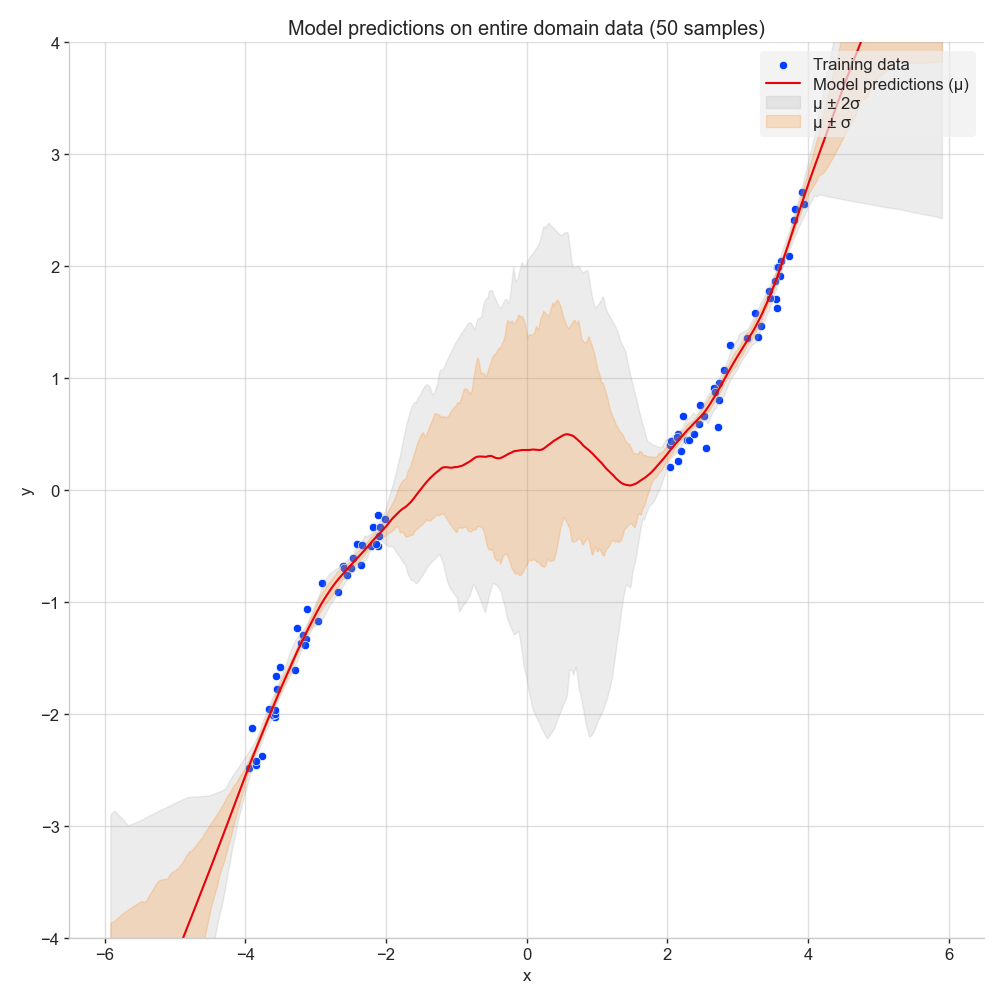 Model predictions on entire domain data (50 samples)
Training data
Model predictions (μ)
μ ± 2σ
μ ± σ
4
3
2
1
0
−1
−2
−3
−4
y
−6 −4 −2 0 2 4 6
x